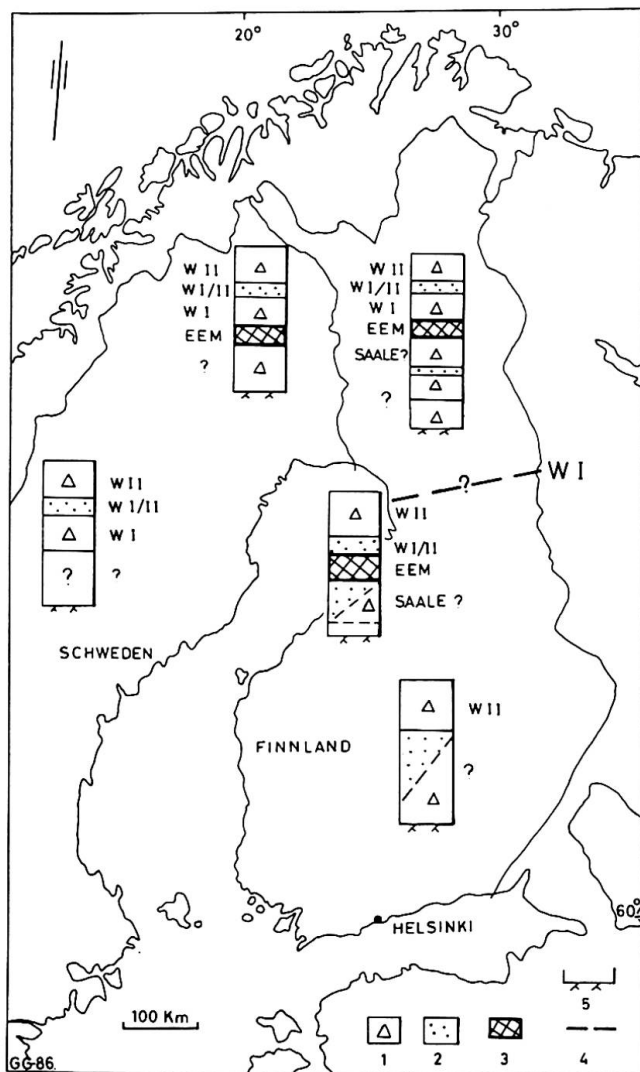 20° 30°
W II
W I/II
W I
EEM
?
W II
W I/II
W I
EEM
SAALE?
?
? W I
W II
W I/II
W I
? ?
W II
W I/II
EEM
SAALE ?
SCHWEDEN
FINNLAND
W II
?
60°
HELSINKI
100 Km
5
1 2 3 4
GG-86.